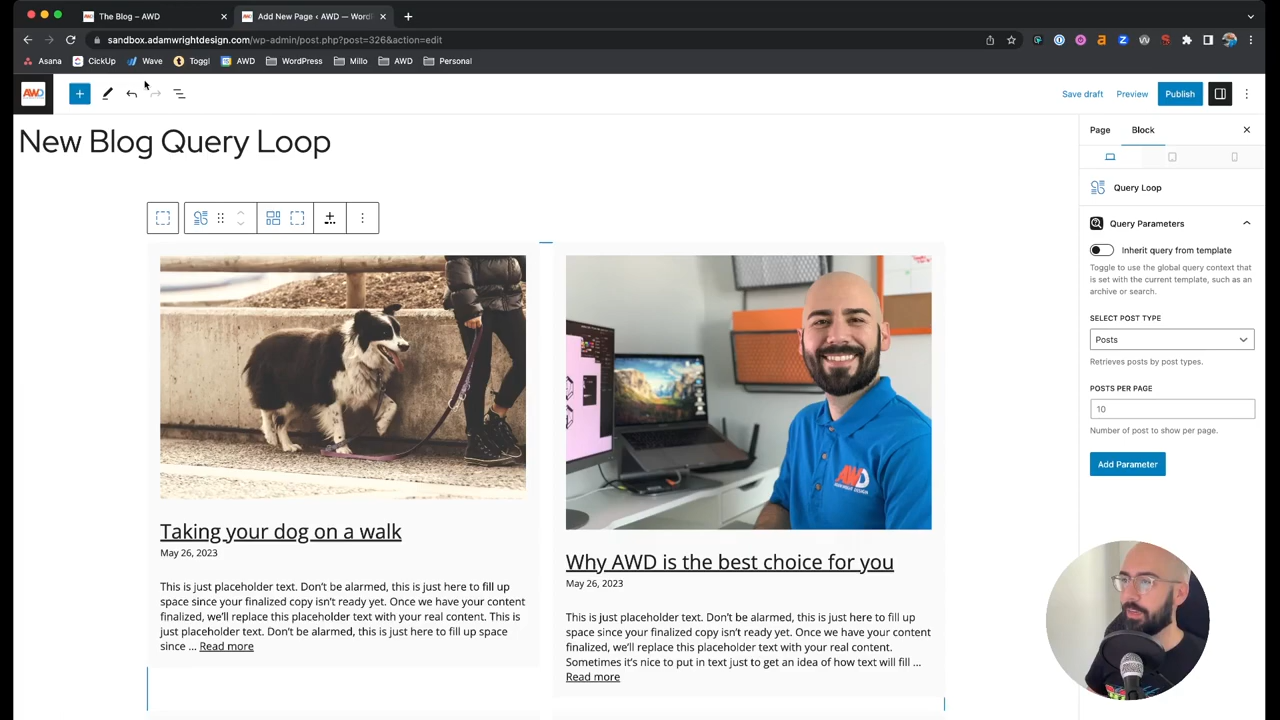 The Blog – AWD
Add New Page ‹ AWD — WordP
sandbox.adamwrightdesign.com/wp-admin/post.php?post=326&action=edit
Asana
ClickUp
Wave
Toggl
AWD
WordPress
Millo
AWD
Personal
AWD
Save draft
Preview
Publish
New Blog Query Loop
Page
Block
Query Loop
Query Parameters
Inherit query from template
Toggle to use the global query context that
is set with the current template, such as an
archive or search.
SELECT POST TYPE
Posts
Retrieves posts by post types.
POSTS PER PAGE
10
Number of post to show per page.
Add Parameter
Taking your dog on a walk
May 26, 2023
This is just placeholder text. Don’t be alarmed, this is just here to fill up
space since your finalized copy isn’t ready yet. Once we have your content
finalized, we’ll replace this placeholder text with your real content. This is
just placeholder text. Don’t be alarmed, this is just here to fill up space
since ... Read more
AWD
Why AWD is the best choice for you
May 26, 2023
This is just placeholder text. Don’t be alarmed, this is just here to fill up
space since your finalized copy isn’t ready yet. Once we have your content
finalized, we’ll replace this placeholder text with your real content.
Sometimes it’s nice to put in text just to get an idea of how text will fill ...
Read more